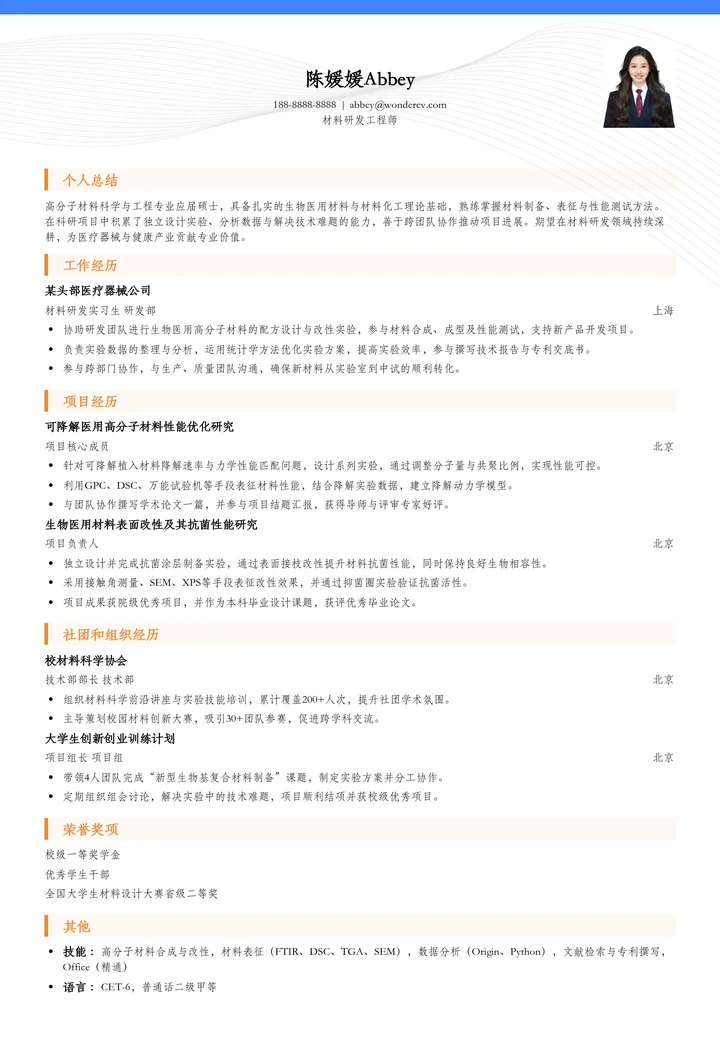 陈媛媛Abbey
188-8888-8888 | abbey@wondercv.com
材料研发工程师
个人总结
高分子材料科学与工程专业应届硕士，具备扎实的生物医用材料与材料化工理论基础，熟练掌握材料制备、表征与性能测试方法。
在科研项目中积累了独立设计实验、分析数据与解决技术难题的能力，善于跨团队协作推动项目进展。期望在材料研发领域持续深
耕，为医疗器械与健康产业贡献专业价值。
工作经历
某头部医疗器械公司
材料研发实习生 研发部 上海
• 协助研发团队进行生物医用高分子材料的配方设计与改性实验，参与材料合成、成型及性能测试，支持新产品开发项目。
• 负责实验数据的整理与分析，运用统计学方法优化实验方案，提高实验效率，参与撰写技术报告与专利交底书。
• 参与跨部门协作，与生产、质量团队沟通，确保新材料从实验室到中试的顺利转化。
项目经历
可降解医用高分子材料性能优化研究
项目核心成员 北京
• 针对可降解植入材料降解速率与力学性能匹配问题，设计系列实验，通过调整分子量与共聚比例，实现性能可控。
• 利用GPC、DSC、万能试验机等手段表征材料性能，结合降解实验数据，建立降解动力学模型。
• 与团队协作撰写学术论文一篇，并参与项目结题汇报，获得导师与评审专家好评。
生物医用材料表面改性及其抗菌性能研究
项目负责人 北京
• 独立设计并完成抗菌涂层制备实验，通过表面接枝改性提升材料抗菌性能，同时保持良好生物相容性。
• 采用接触角测量、SEM、XPS等手段表征改性效果，并通过抑菌圈实验验证抗菌活性。
• 项目成果获院级优秀项目，并作为本科毕业设计课题，获评优秀毕业论文。
社团和组织经历
校材料科学协会
技术部部长 技术部 北京
• 组织材料科学前沿讲座与实验技能培训，累计覆盖200+人次，提升社团学术氛围。
• 主导策划校园材料创新大赛，吸引30+团队参赛，促进跨学科交流。
大学生创新创业训练计划
项目组长 项目组 北京
• 带领4人团队完成“新型生物基复合材料制备”课题，制定实验方案并分工协作。
• 定期组织组会讨论，解决实验中的技术难题，项目顺利结项并获校级优秀项目。
荣誉奖项
校级一等奖学金
优秀学生干部
全国大学生材料设计大赛省级二等奖
其他
• 技能：高分子材料合成与改性，材料表征（FTIR、DSC、TGA、SEM），数据分析（Origin、Python），文献检索与专利撰写，
Office（精通）
• 语言：CET-6，普通话二级甲等